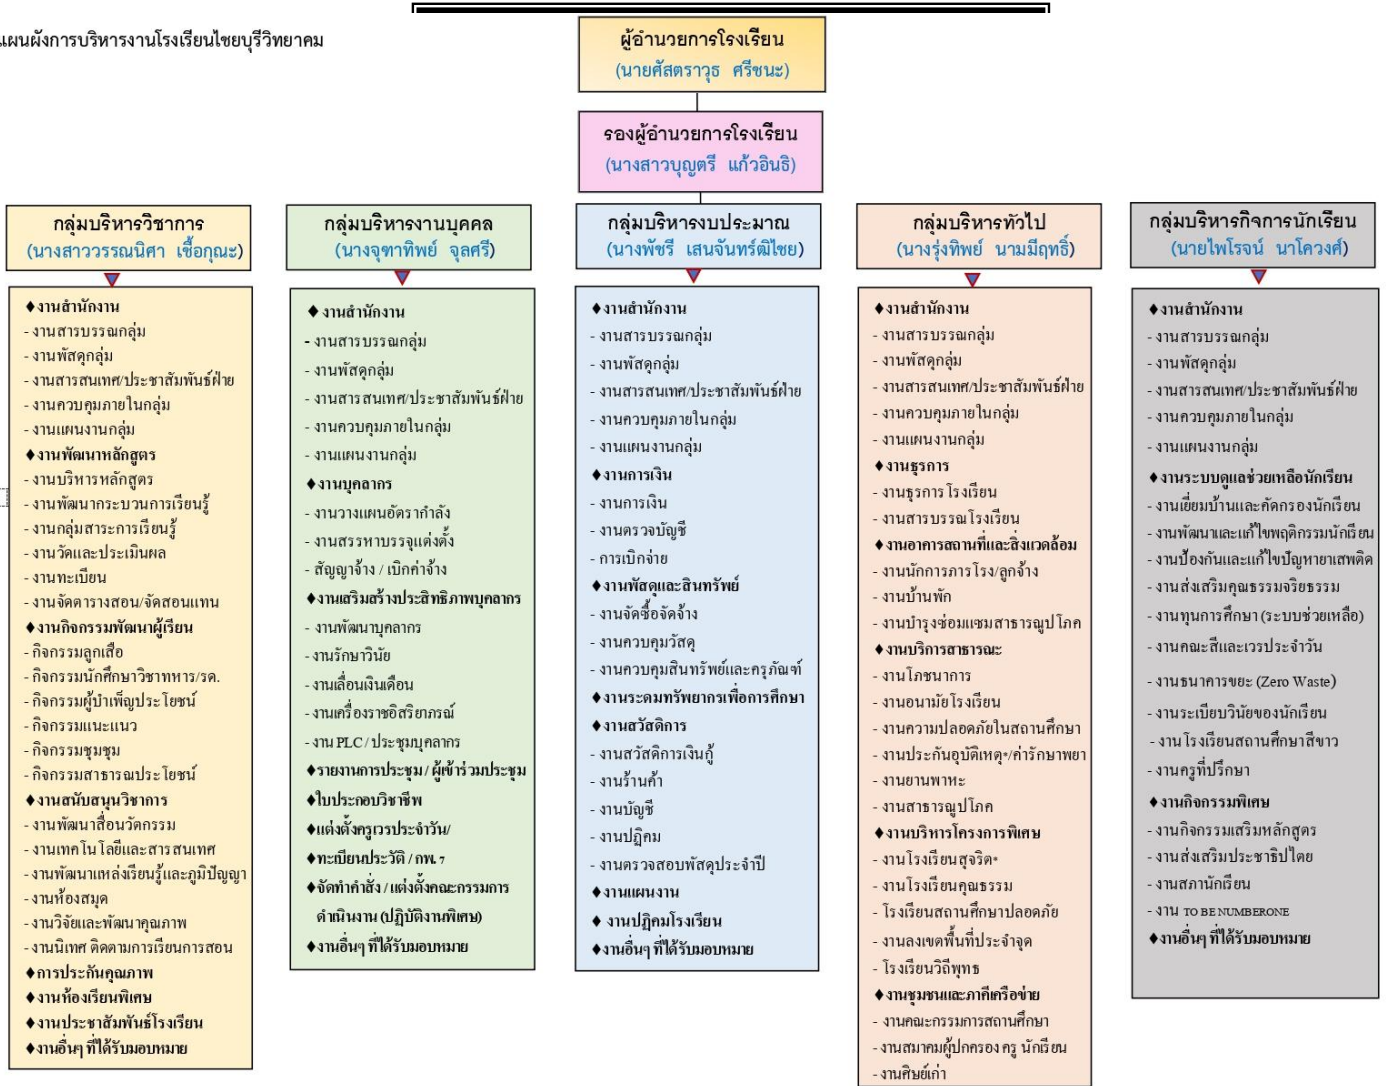 แผนผังการบริหารงานโรงเรียนไชยบุรีวิทยาคม
ผู้อำนวยการโรงเรียน
(นายศัสตราวุธ ศรีชนะ)
รองผู้อำนวยการโรงเรียน
(นางสาวบุญตรี แก้วอินธิ)
กลุ่มบริหารวิชาการ
(นางสาววรรณนิศา เชื้อกุณะ)
♦งานสำนักงาน
- งานสารบรรณกลุ่ม
- งานพัสดุกลุ่ม
- งานสารสนเทศ/ประชาสัมพันธ์ฝ่าย
- งานควบคุมภายในกลุ่ม
- งานแผนงานกลุ่ม
♦งานพัฒนาหลักสูตร
- งานบริหารหลักสูตร
- งานพัฒนากระบวนการเรียนรู้
- งานกลุ่มสาระการเรียนรู้
- งานวัดและประเมินผล
- งานทะเบียน
- งานจัดตารางสอน/จัดสอนแทน
♦งานกิจกรรมพัฒนาผู้เรียน
- กิจกรรมลูกเสือ
- กิจกรรมนักศึกษาวิชาทหาร/รด.
- กิจกรรมผู้บำเพ็ญประโยชน์
- กิจกรรมแนะแนว
- กิจกรรมชุมชุม
- กิจกรรมสาธารณประโยชน์
♦งานสนับสนุนวิชาการ
- งานพัฒนาสื่อนวัตกรรม
- งานเทคโนโลยีและสารสนเทศ
- งานพัฒนาแหล่งเรียนรู้และภูมิปัญญา
- งานห้องสมุด
- งานวิจัยและพัฒนาคุณภาพ
- งานนิเทศ ติดตามการเรียนการสอน
♦การประกันคุณภาพ
♦งานห้องเรียนพิเศษ
♦งานประชาสัมพันธ์โรงเรียน
♦งานอื่นๆ ที่ได้รับมอบหมาย
กลุ่มบริหารงานบุคคล
(นางจุฑาทิพย์ จุลศรี)
♦งานสำนักงาน
- งานสารบรรณกลุ่ม
- งานพัสดุกลุ่ม
- งานสารสนเทศ/ประชาสัมพันธ์ฝ่าย
- งานควบคุมภายในกลุ่ม
- งานแผนงานกลุ่ม
♦งานบุคลากร
- งานวางแผนอัตรากำลัง
- งานสรรหาบรรจุแต่งตั้ง
- สัญญาจ้าง / เบิกค่าจ้าง
♦งานเสริมสร้างประสิทธิภาพบุคลากร
- งานพัฒนาบุคลากร
- งานรักษาวินัย
- งานเลื่อนเงินเดือน
- งานเครื่องราชอิสริยาภรณ์
- งาน PLC / ประชุมบุคลากร
♦รายงานการประชุม / ผู้เข้าร่วมประชุม
♦ใบประกอบวิชาชีพ
♦แต่งตั้งครูเวรประจำวัน/
♦ทะเบียนประวัติ / กพ. 7
♦จัดทำคำสั่ง / แต่งตั้งคณะกรรมการ
ดำเนินงาน (ปฏิบัติงานพิเศษ)
♦งานอื่นๆ ที่ได้รับมอบหมาย
กลุ่มบริหารงบประมาณ
(นางพัชรี เสนจันทร์ฒิไชย)
♦งานสำนักงาน
- งานสารบรรณกลุ่ม
- งานพัสดุกลุ่ม
- งานสารสนเทศ/ประชาสัมพันธ์ฝ่าย
- งานควบคุมภายในกลุ่ม
- งานแผนงานกลุ่ม
♦งานการเงิน
- งานการเงิน
- งานตรวจบัญชี
- การเบิกจ่าย
♦งานพัสดุและสินทรัพย์
- งานจัดซื้อจัดจ้าง
- งานควบคุมวัสดุ
- งานควบคุมสินทรัพย์และครุภัณฑ์
♦งานระดมทรัพยากรเพื่อการศึกษา
♦งานสวัสดิการ
- งานสวัสดิการเงินกู้
- งานร้านค้า
- งานบัญชี
- งานปฏิคม
- งานตรวจสอบพัสดุประจำปี
♦งานแผนงาน
♦ งานปฏิคมโรงเรียน
♦งานอื่นๆ ที่ได้รับมอบหมาย
กลุ่มบริหารทั่วไป
(นางรุ่งทิพย์ นามมีฤทธิ์)
♦งานสำนักงาน
- งานสารบรรณกลุ่ม
- งานพัสดุกลุ่ม
- งานสารสนเทศ/ประชาสัมพันธ์ฝ่าย
- งานควบคุมภายในกลุ่ม
- งานแผนงานกลุ่ม
♦งานธุรการ
- งานธุรการโรงเรียน
- งานสารบรรณโรงเรียน
♦งานอาคารสถานที่และสิ่งแวดล้อม
- งานนักการภารโรง/ลูกจ้าง
- งานบ้านพัก
- งานบำรุงซ่อมแซมสาธารณูปโภค
♦งานบริการสาธารณะ
- งานโภชนาการ
- งานอนามัยโรงเรียน
- งานความปลอดภัยในสถานศึกษา
- งานประกันอุบัติเหตุ*/ค่ารักษาพยา
- งานยานพาหะ
- งานสาธารณูปโภค
♦งานบริหารโครงการพิเศษ
- งานโรงเรียนสุจริต*
- งานโรงเรียนคุณธรรม
- โรงเรียนสถานศึกษาปลอดภัย
- งานลงเขตพื้นที่ประจำจุด
- โรงเรียนวิถีพุทธ
♦งานชุมชนและภาคีเครือข่าย
- งานคณะกรรมการสถานศึกษา
- งานสมาคมผู้ปกครอง ครู นักเรียน
- งานศิษย์เก่า
กลุ่มบริหารกิจการนักเรียน
(นายไพโรจน์ นาโควงศ์)
♦งานสำนักงาน
- งานสารบรรณกลุ่ม
- งานพัสดุกลุ่ม
- งานสารสนเทศ/ประชาสัมพันธ์ฝ่าย
- งานควบคุมภายในกลุ่ม
- งานแผนงานกลุ่ม
♦งานระบบดูแลช่วยเหลือนักเรียน
- งานเยี่ยมบ้านและคัดกรองนักเรียน
- งานพัฒนาและแก้ไขพฤติกรรมนักเรียน
- งานป้องกันและแก้ไขปัญหายาเสพติด
- งานส่งเสริมคุณธรรมจริยธรรม
- งานทุนการศึกษา (ระบบช่วยเหลือ)
- งานคณะสีและเวรประจำวัน
- งานธนาคารขยะ (Zero Waste)
- งานระเบียบวินัยของนักเรียน
- งานโรงเรียนสถานศึกษาสีขาว
- งานครูที่ปรึกษา
♦งานกิจกรรมพิเศษ
- งานกิจกรรมเสริมหลักสูตร
- งานส่งเสริมประชาธิปไตย
- งานสภานักเรียน
- งาน TO BE NUMBERONE
♦งานอื่นๆ ที่ได้รับมอบหมาย